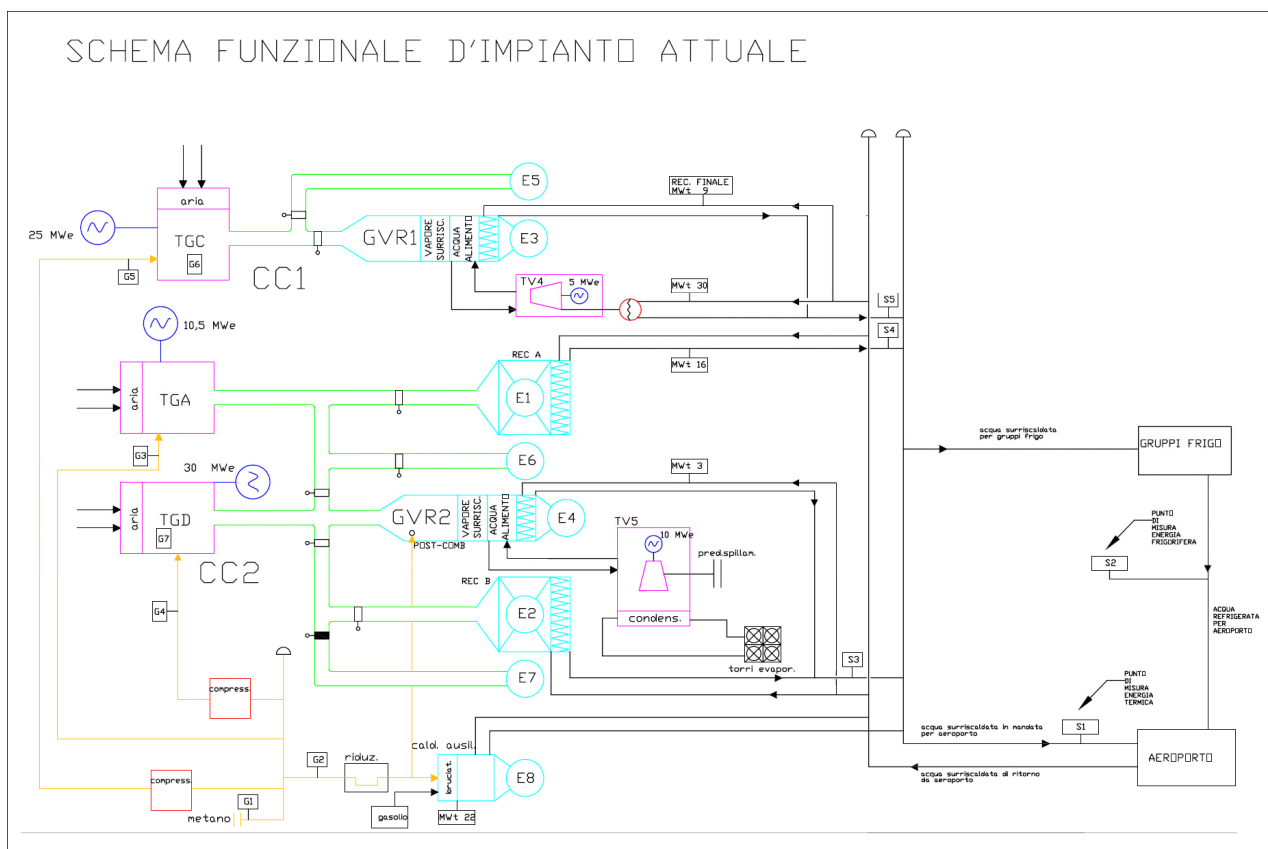 SCHEMA FUNZIONALE D'IMPIANTO ATTUALE
E5
REC. FINALE
MWt 9
aria
25 MWe
TGC
G6
G5
CC1
GVR1
VAPORE
SURRISC.
ACQUA
ALIMENTO
E3
TV4
5 MWe
MWt 30
S5
S4
10,5 MWe
REC A
MWt 16
aria
TGA
E1
G3
30 MWe
E6
MWt 3
acqua surriscaldata
per gruppi frigo
GRUPPI FRIGO
aria
TGD
G7
GVR2
VAPORE
SURRISC.
ACQUA
ALIMENTO
E4
POST-COMB
TV5
10 MWe
pred.spillam.
CC2
PUNTO
DI
MISURA
ENERGIA
FRIGORIFERA
S2
REC B
G4
E2
condens.
ACQUA
REFRIGERATA
PER
AEROPORTO
torri evapor.
S3
E7
PUNTO
DI
MISURA
ENERGIA
TERMICA
compress.
S1
acqua surriscaldata in mandata
per aeroporto
cald. ausil.
G2
riduz.
AEROPORTO
acqua surriscaldata di ritorno
da aeroporto
compress.
bruciat.
E8
G1
metano
gasolio
MWt 22